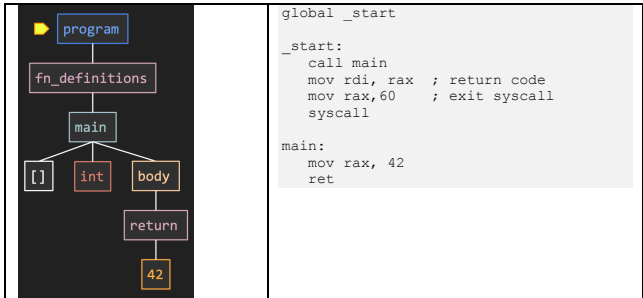 program
fn_definitions
main
[] int body
return
42
global _start
_start:
call main
mov rdi, rax ; return code
mov rax,60 ; exit syscall
syscall
main:
mov rax, 42
ret